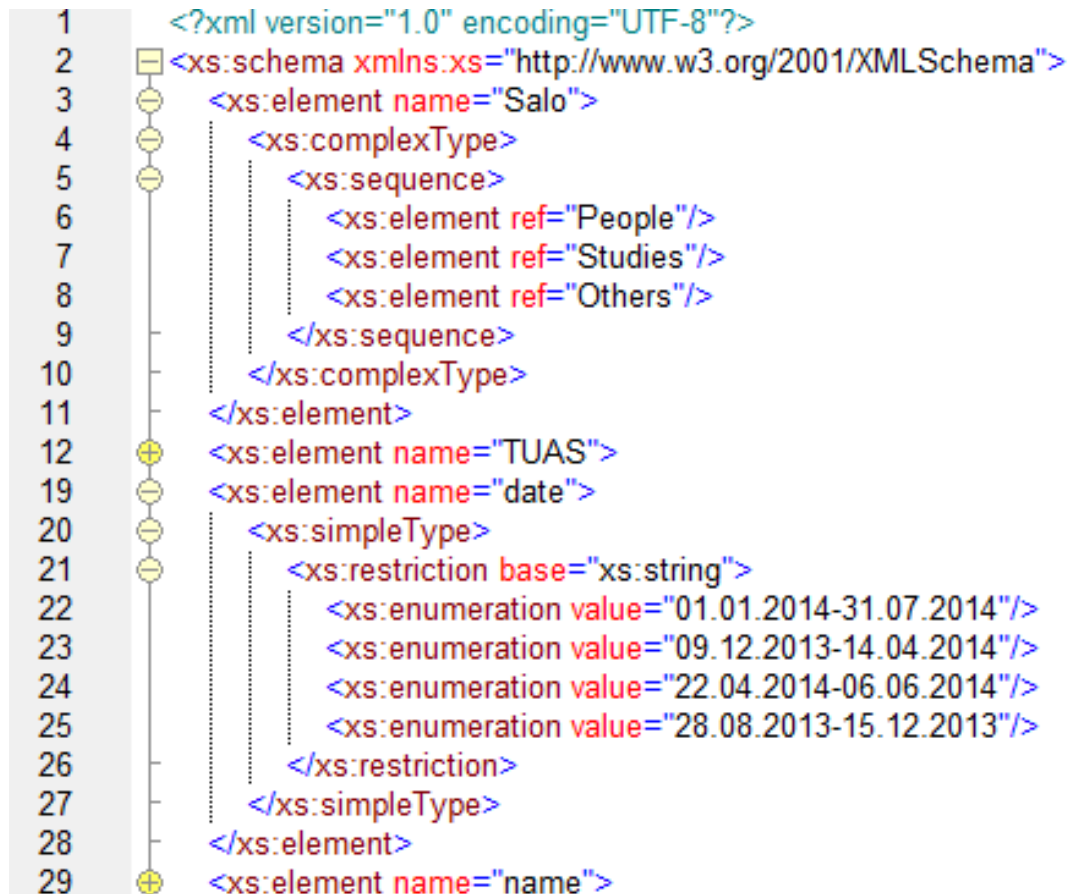 1 <?xml version="1.0" encoding="UTF-8"?>
2 <xs:schema xmlns:xs="http://www.w3.org/2001/XMLSchema">
3 <xs:element name="Salo">
4 <xs:complexType>
5 <xs:sequence>
6 <xs:element ref="People"/>
7 <xs:element ref="Studies"/>
8 <xs:element ref="Others"/>
9 </xs:sequence>
10 </xs:complexType>
11 </xs:element>
12 <xs:element name="TUAS">
19 <xs:element name="date">
20 <xs:simpleType>
21 <xs:restriction base="xs:string">
22 <xs:enumeration value="01.01.2014-31.07.2014"/>
23 <xs:enumeration value="09.12.2013-14.04.2014"/>
24 <xs:enumeration value="22.04.2014-06.06.2014"/>
25 <xs:enumeration value="28.08.2013-15.12.2013"/>
26 </xs:restriction>
27 </xs:simpleType>
28 </xs:element>
29 <xs:element name="name">